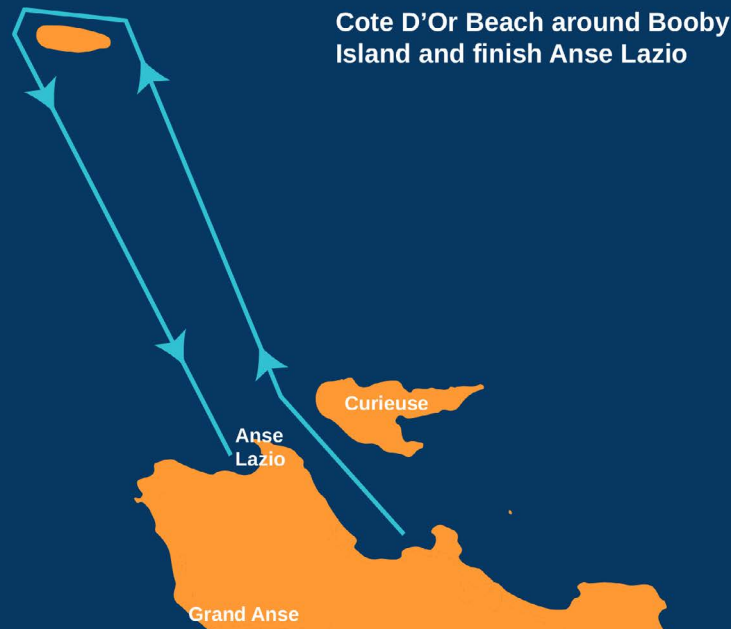 Cote D’Or Beach around Booby
Island and finish Anse Lazio
Curieuse
Anse
Lazio
Grand Anse